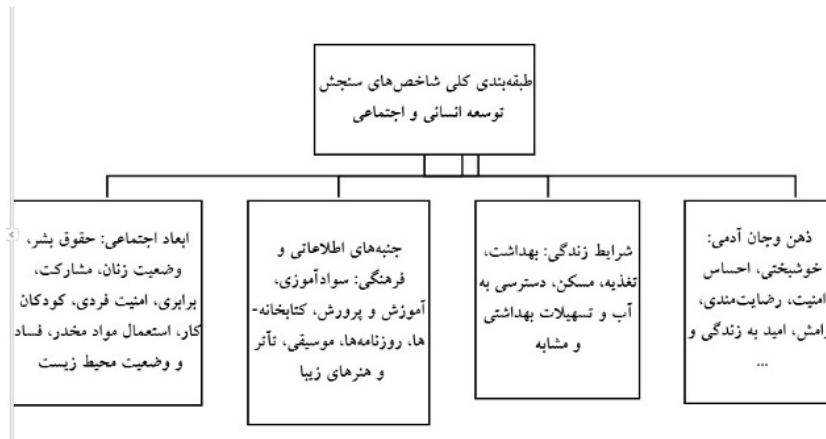 طبقه‌بندی کلی شاخص‌های سنجش
توسعه انسانی و اجتماعی
ذهن وجان آدمی:
خوشبختی، احساس
امنیت، رضایت‌مندی،
رامش، امید به زندگی و
...
شرایط زندگی: بهداشت،
تغذیه، مسکن، دسترسی به
آب و تسهیلات بهداشتی
و مشابه
جنبه‌های اطلاعاتی و
فرهنگی: سوادآموزی،
آموزش و پرورش، کتابخانه-
ها، روزنامه‌ها، موسیقی، تآتر
و هنرهای زیبا
ابعاد اجتماعی: حقوق بشر،
وضعیت زنان، مشارکت،
برابری، امنیت فردی، کودکان
کار، استعمال مواد مخدر، فساد
و وضعیت محیط زیست